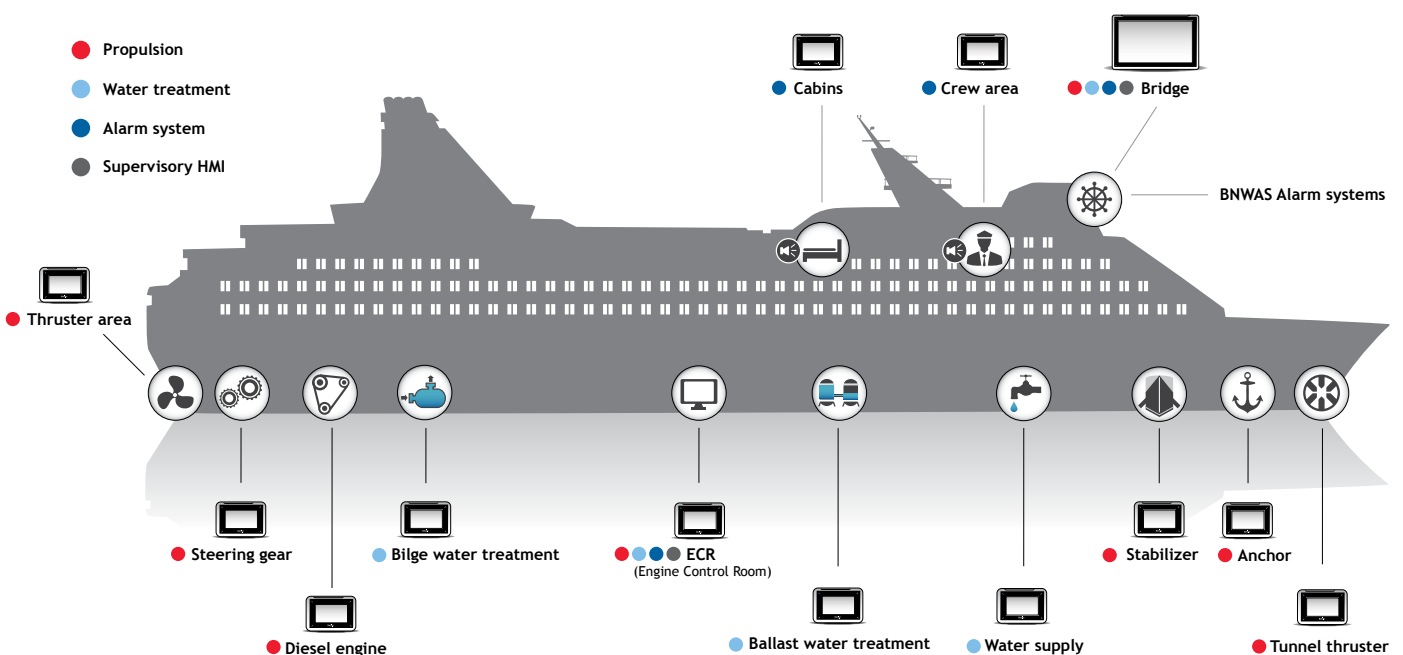 Propulsion
Water treatment
Alarm system
Supervisory HMI
Cabins
Crew area
Bridge
BNWAS Alarm systems
Thruster area
Steering gear
Bilge water treatment
ECR
(Engine Control Room)
Stabilizer
Anchor
Diesel engine
Ballast water treatment
Water supply
Tunnel thruster